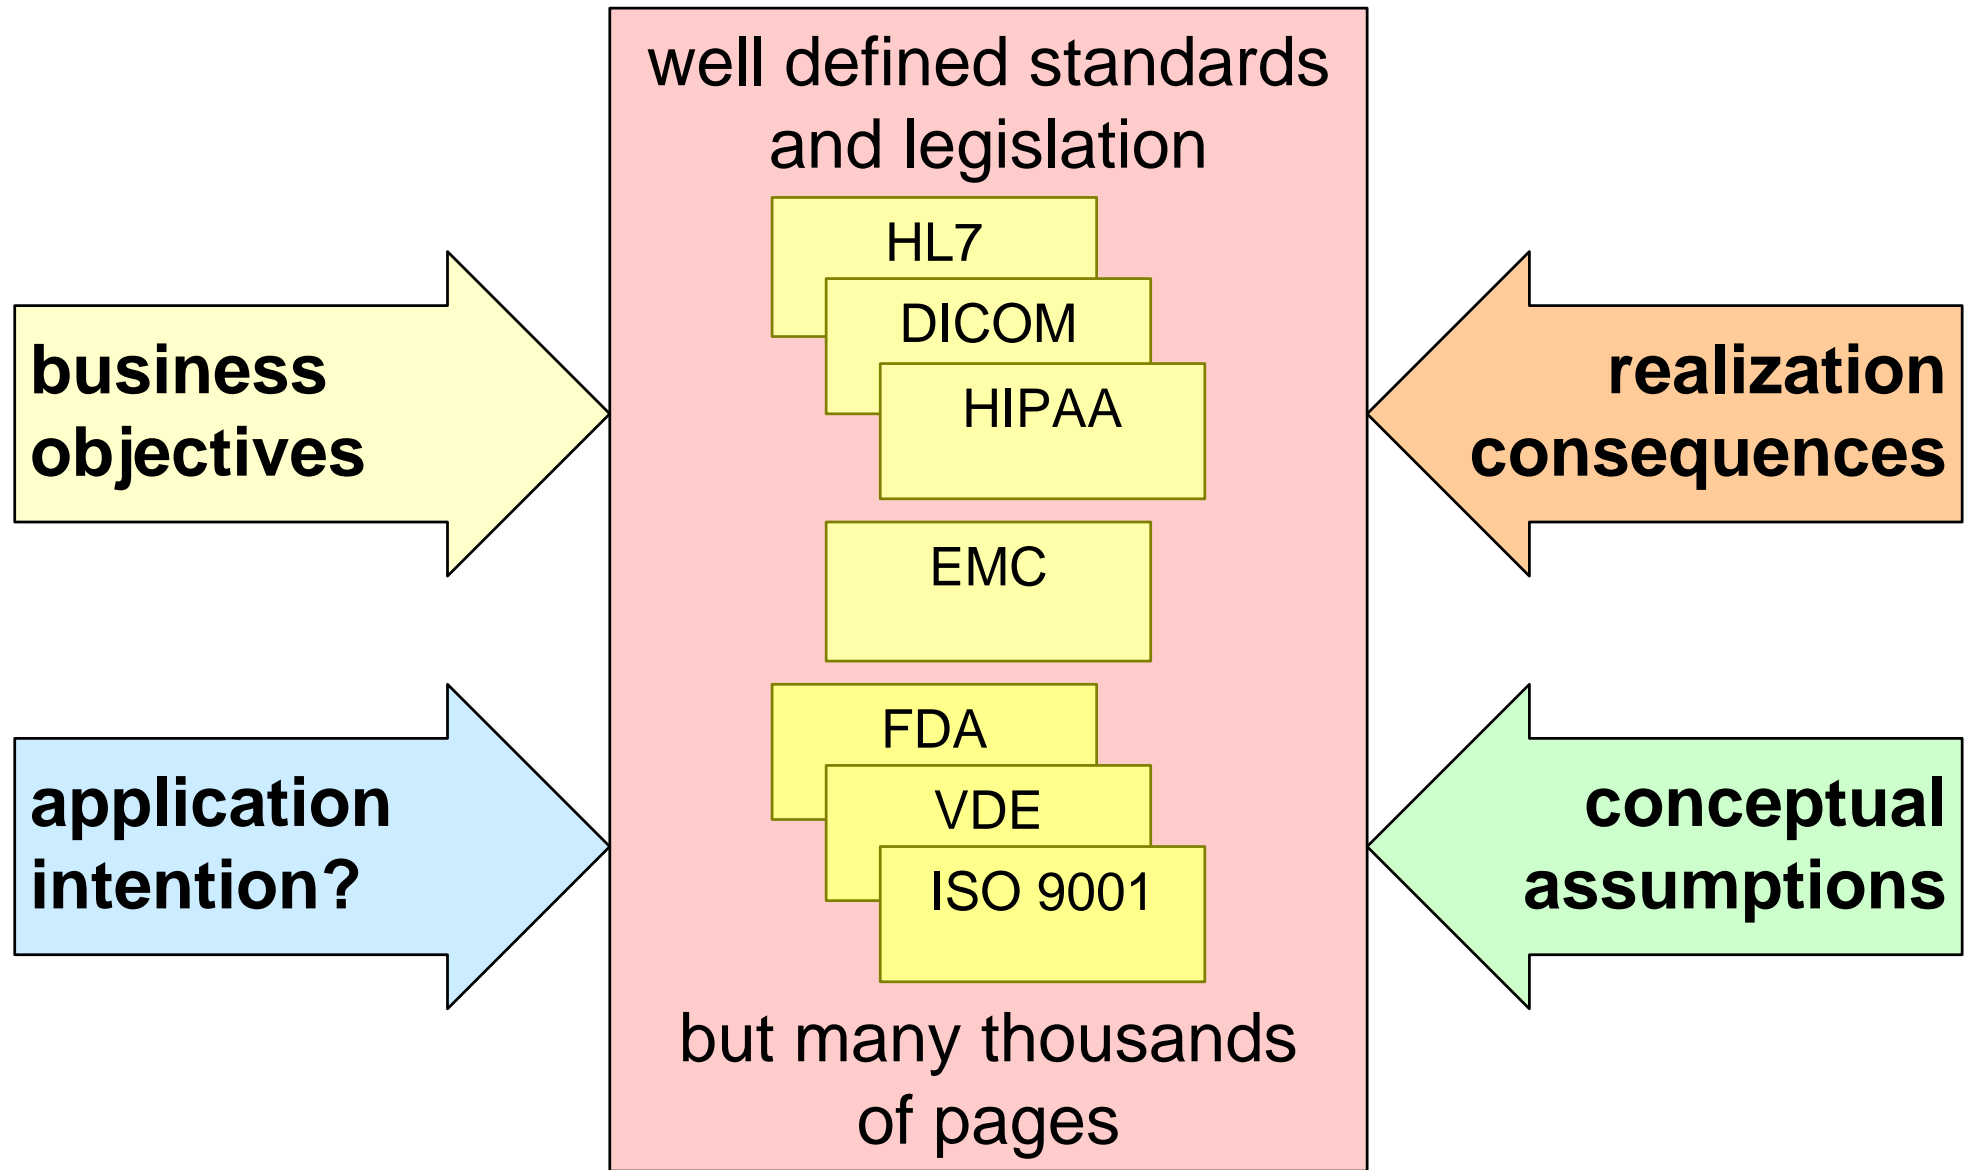 well defined standards
and legislation
HL7
DICOM
HIPAA
EMC
FDA
VDE
ISO 9001
but many thousands
of pages
business
objectives
application
intention?
realization
consequences
conceptual
assumptions